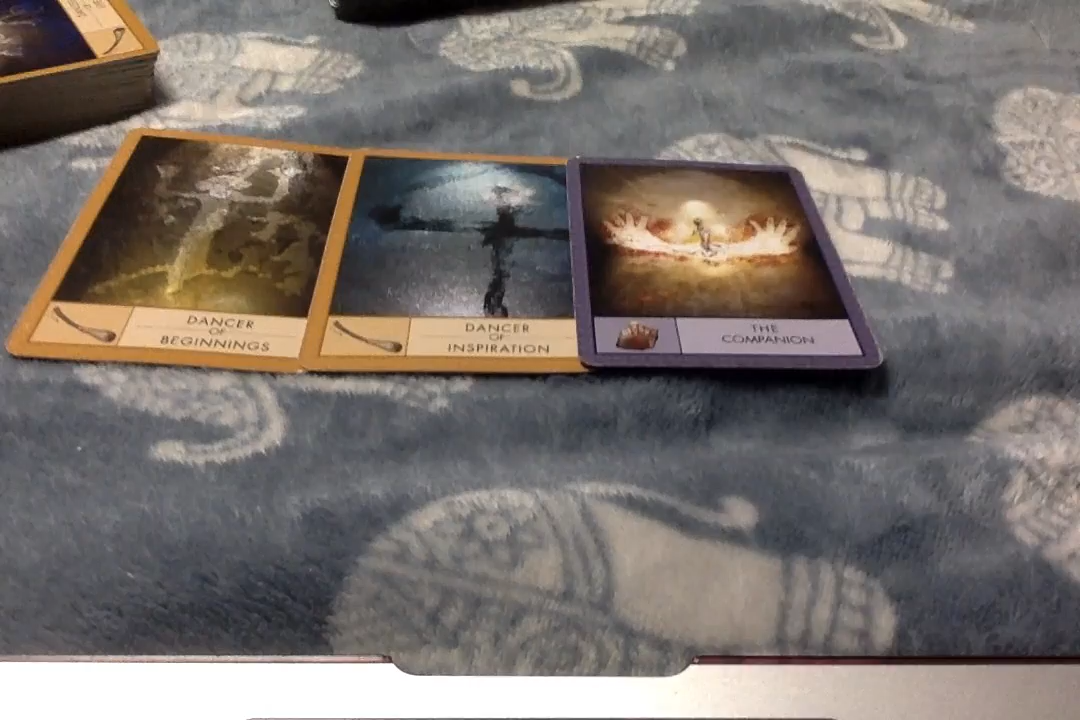 DANCER
OF
BEGINNINGS
DANCER
OF
INSPIRATION
THE
COMPANION